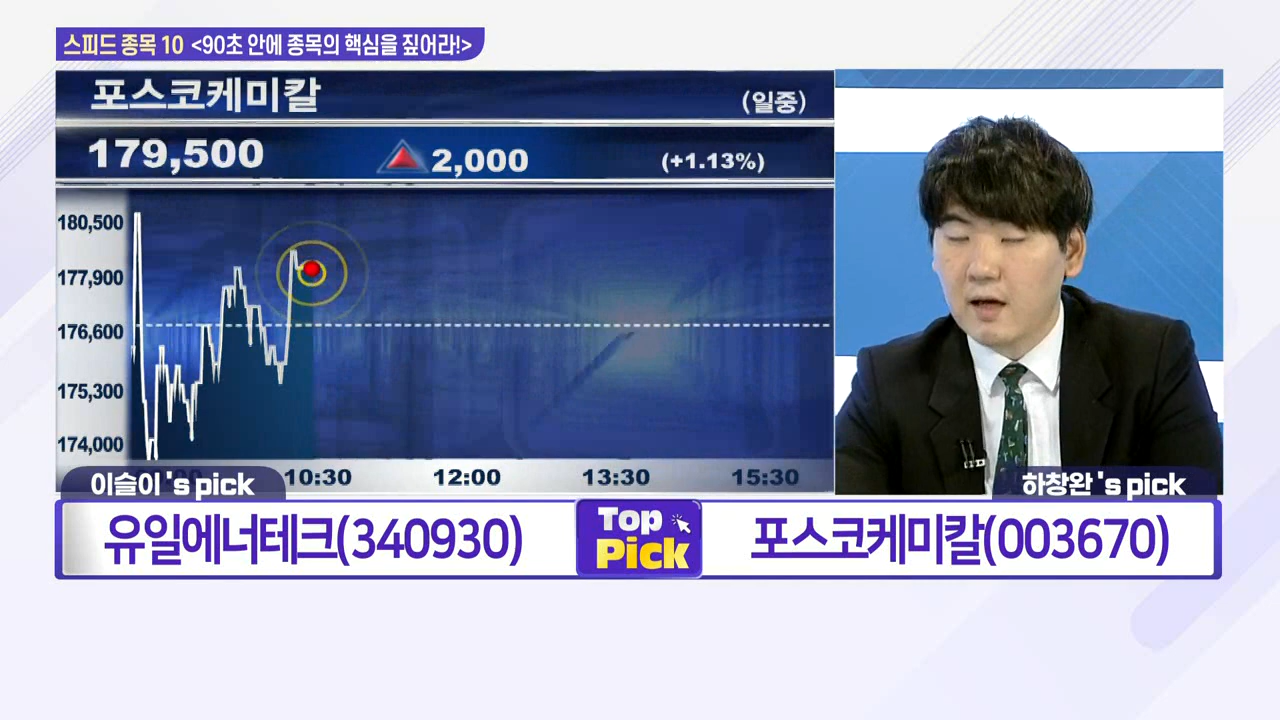 스피드 종목 10 <90초 안에 종목의 핵심을 짚어라!>
포스코케미칼
(일중)
179,500
2,000
(+1.13%)
180,500
177,900
176,600
175,300
174,000
10:30
12:00
13:30
15:30
이슬이 's pick
하창완 's pick
유일에너테크(340930)
Top
Pick
포스코케미칼(003670)